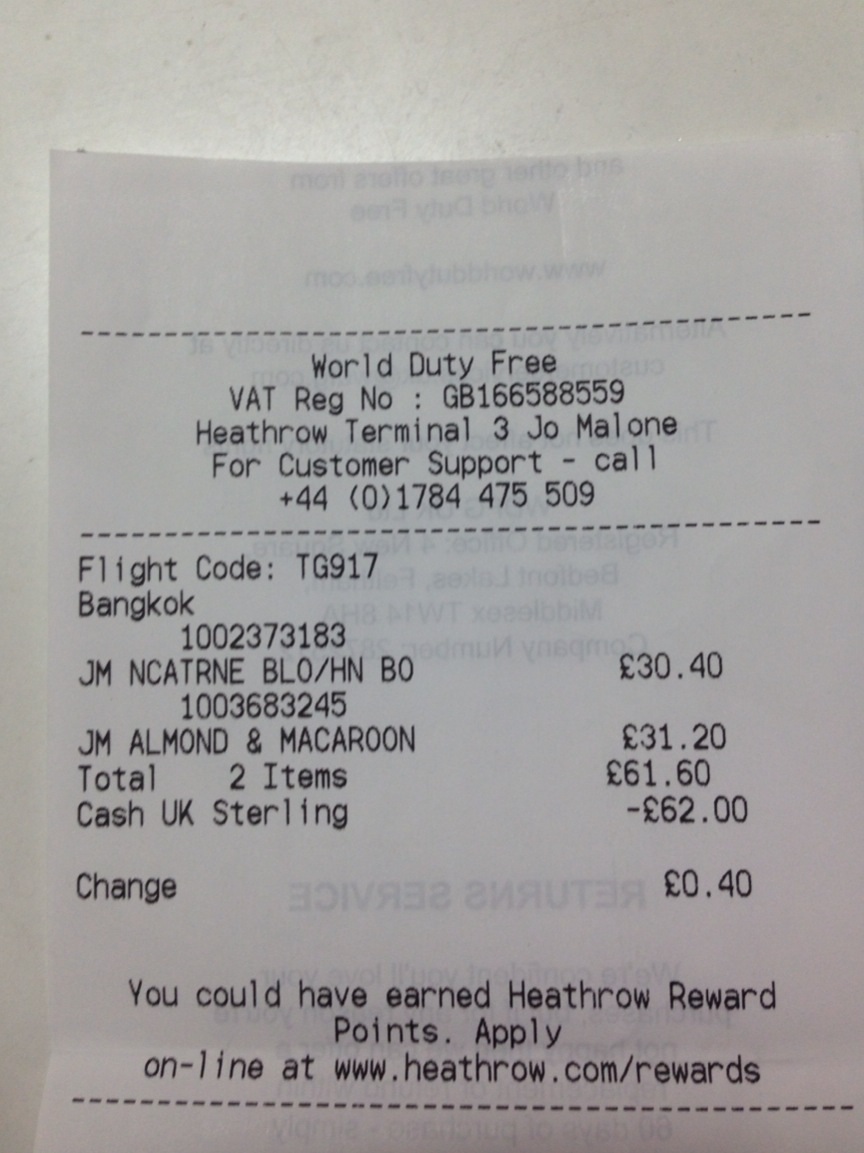 World Duty Free
VAT Reg No : GB166588559
Heathrow Terminal 3 Jo Malone
For Customer Support - call
+44 (0)1784 475 509
Flight Code: TG917
Bangkok
1002373183
JM NCATRNE BLO/HN BO £30.40
1003683245
JM ALMOND & MACAROON £31.20
Total 2 Items £61.60
Cash UK Sterling -£62.00
Change £0.40
You could have earned Heathrow Reward
Points. Apply
on-line at www.heathrow.com/rewards